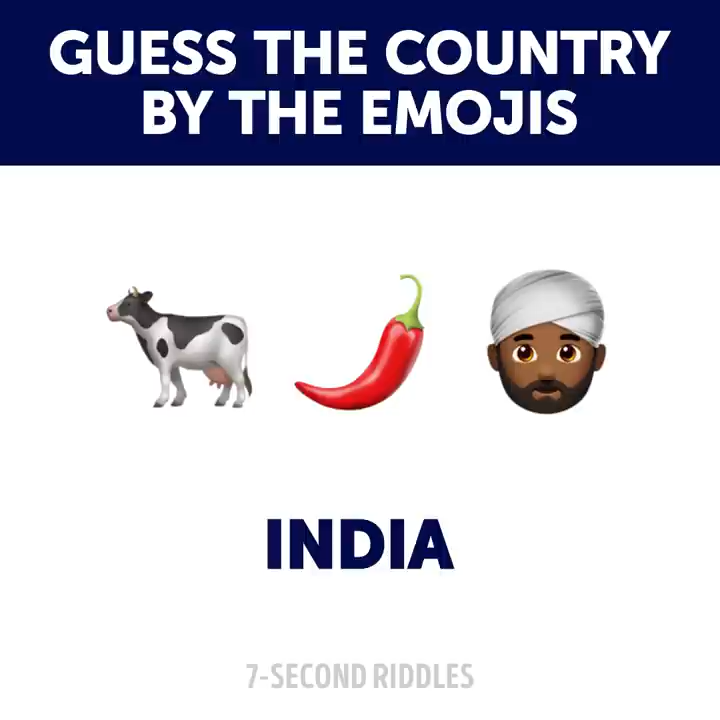 GUESS THE COUNTRY
BY THE EMOJIS
INDIA
7-SECOND RIDDLES